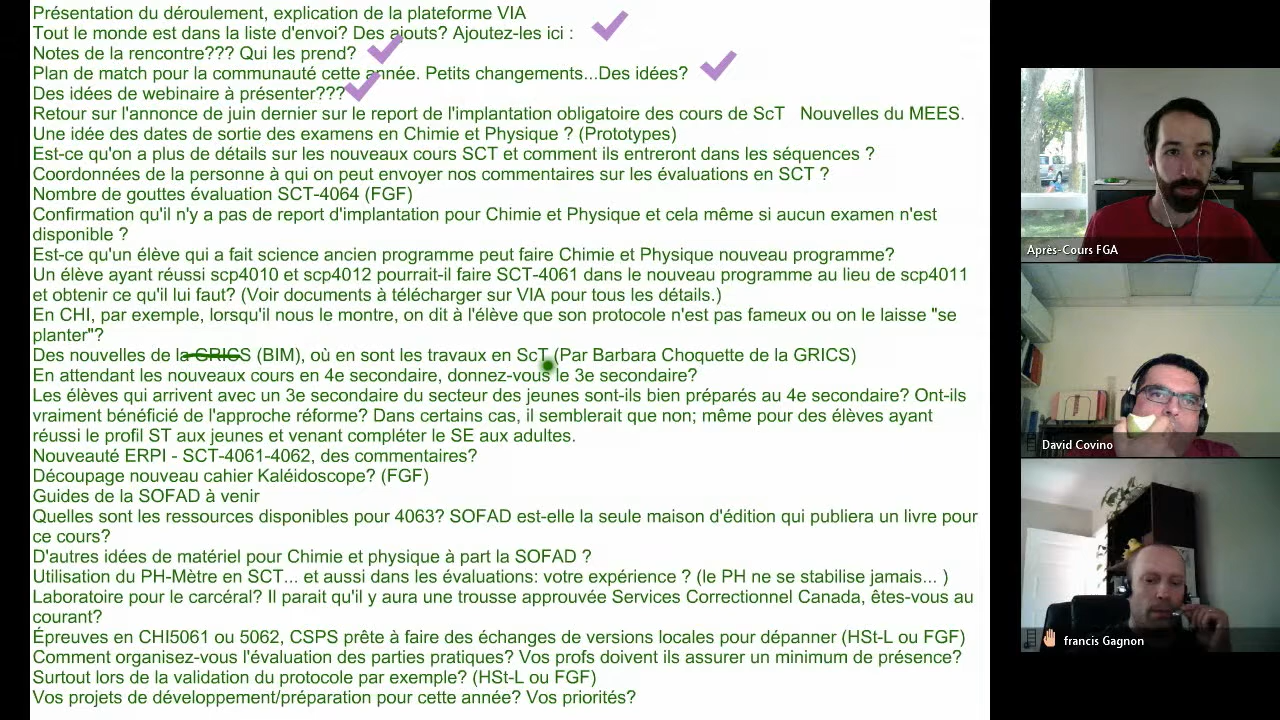 Présentation du déroulement, explication de la plateforme VIA
Tout le monde est dans la liste d'envoi? Des ajouts? Ajoutez-les ici :
Notes de la rencontre??? Qui les prend?
Plan de match pour la communauté cette année. Petits changements...Des idées?
Des idées de webinaire à présenter???
Retour sur l'annonce de juin dernier sur le report de l'implantation obligatoire des cours de ScT   Nouvelles du MEES.
Une idée des dates de sortie des examens en Chimie et Physique ? (Prototypes)
Est-ce qu'on a plus de détails sur les nouveaux cours SCT et comment ils entreront dans les séquences ?
Coordonnées de la personne à qui on peut envoyer nos commentaires sur les évaluations en SCT ?
Nombre de gouttes évaluation SCT-4064 (FGF)
Confirmation qu'il n'y a pas de report d'implantation pour Chimie et Physique et cela même si aucun examen n'est
disponible ?
Est-ce qu'un élève qui a fait science ancien programme peut faire Chimie et Physique nouveau programme?
Un élève ayant réussi scp4010 et scp4012 pourrait-il faire SCT-4061 dans le nouveau programme au lieu de scp4011
et obtenir ce qu'il lui faut? (Voir documents à télécharger sur VIA pour tous les détails.)
En CHI, par exemple, lorsqu'il nous le montre, on dit à l'élève que son protocole n'est pas fameux ou on le laisse "se
planter"?
Des nouvelles de la GRICS (BIM), où en sont les travaux en ScT (Par Barbara Choquette de la GRICS)
En attendant les nouveaux cours en 4e secondaire, donnez-vous le 3e secondaire?
Les élèves qui arrivent avec un 3e secondaire du secteur des jeunes sont-ils bien préparés au 4e secondaire? Ont-ils
vraiment bénéficié de l'approche réforme? Dans certains cas, il semblerait que non; même pour des élèves ayant
réussi le profil ST aux jeunes et venant compléter le SE aux adultes.
Nouveauté ERPI - SCT-4061-4062, des commentaires?
Découpage nouveau cahier Kaléidoscope? (FGF)
Guides de la SOFAD à venir
Quelles sont les ressources disponibles pour 4063? SOFAD est-elle la seule maison d'édition qui publiera un livre pour
ce cours?
D'autres idées de matériel pour Chimie et physique à part la SOFAD ?
Utilisation du PH-Mètre en SCT... et aussi dans les évaluations: votre expérience ? (le PH ne se stabilise jamais... )
Laboratoire pour le carcéral? Il parait qu'il y aura une trousse approuvée Services Correctionnel Canada, êtes-vous au
courant?
Épreuves en CHI5061 ou 5062, CSPS prête à faire des échanges de versions locales pour dépanner (HSt-L ou FGF)
Comment organisez-vous l'évaluation des parties pratiques? Vos profs doivent ils assurer un minimum de présence?
Surtout lors de la validation du protocole par exemple? (HSt-L ou FGF)
Vos projets de développement/préparation pour cette année? Vos priorités?
Après-Cours FGA
David Covino
francis Gagnon